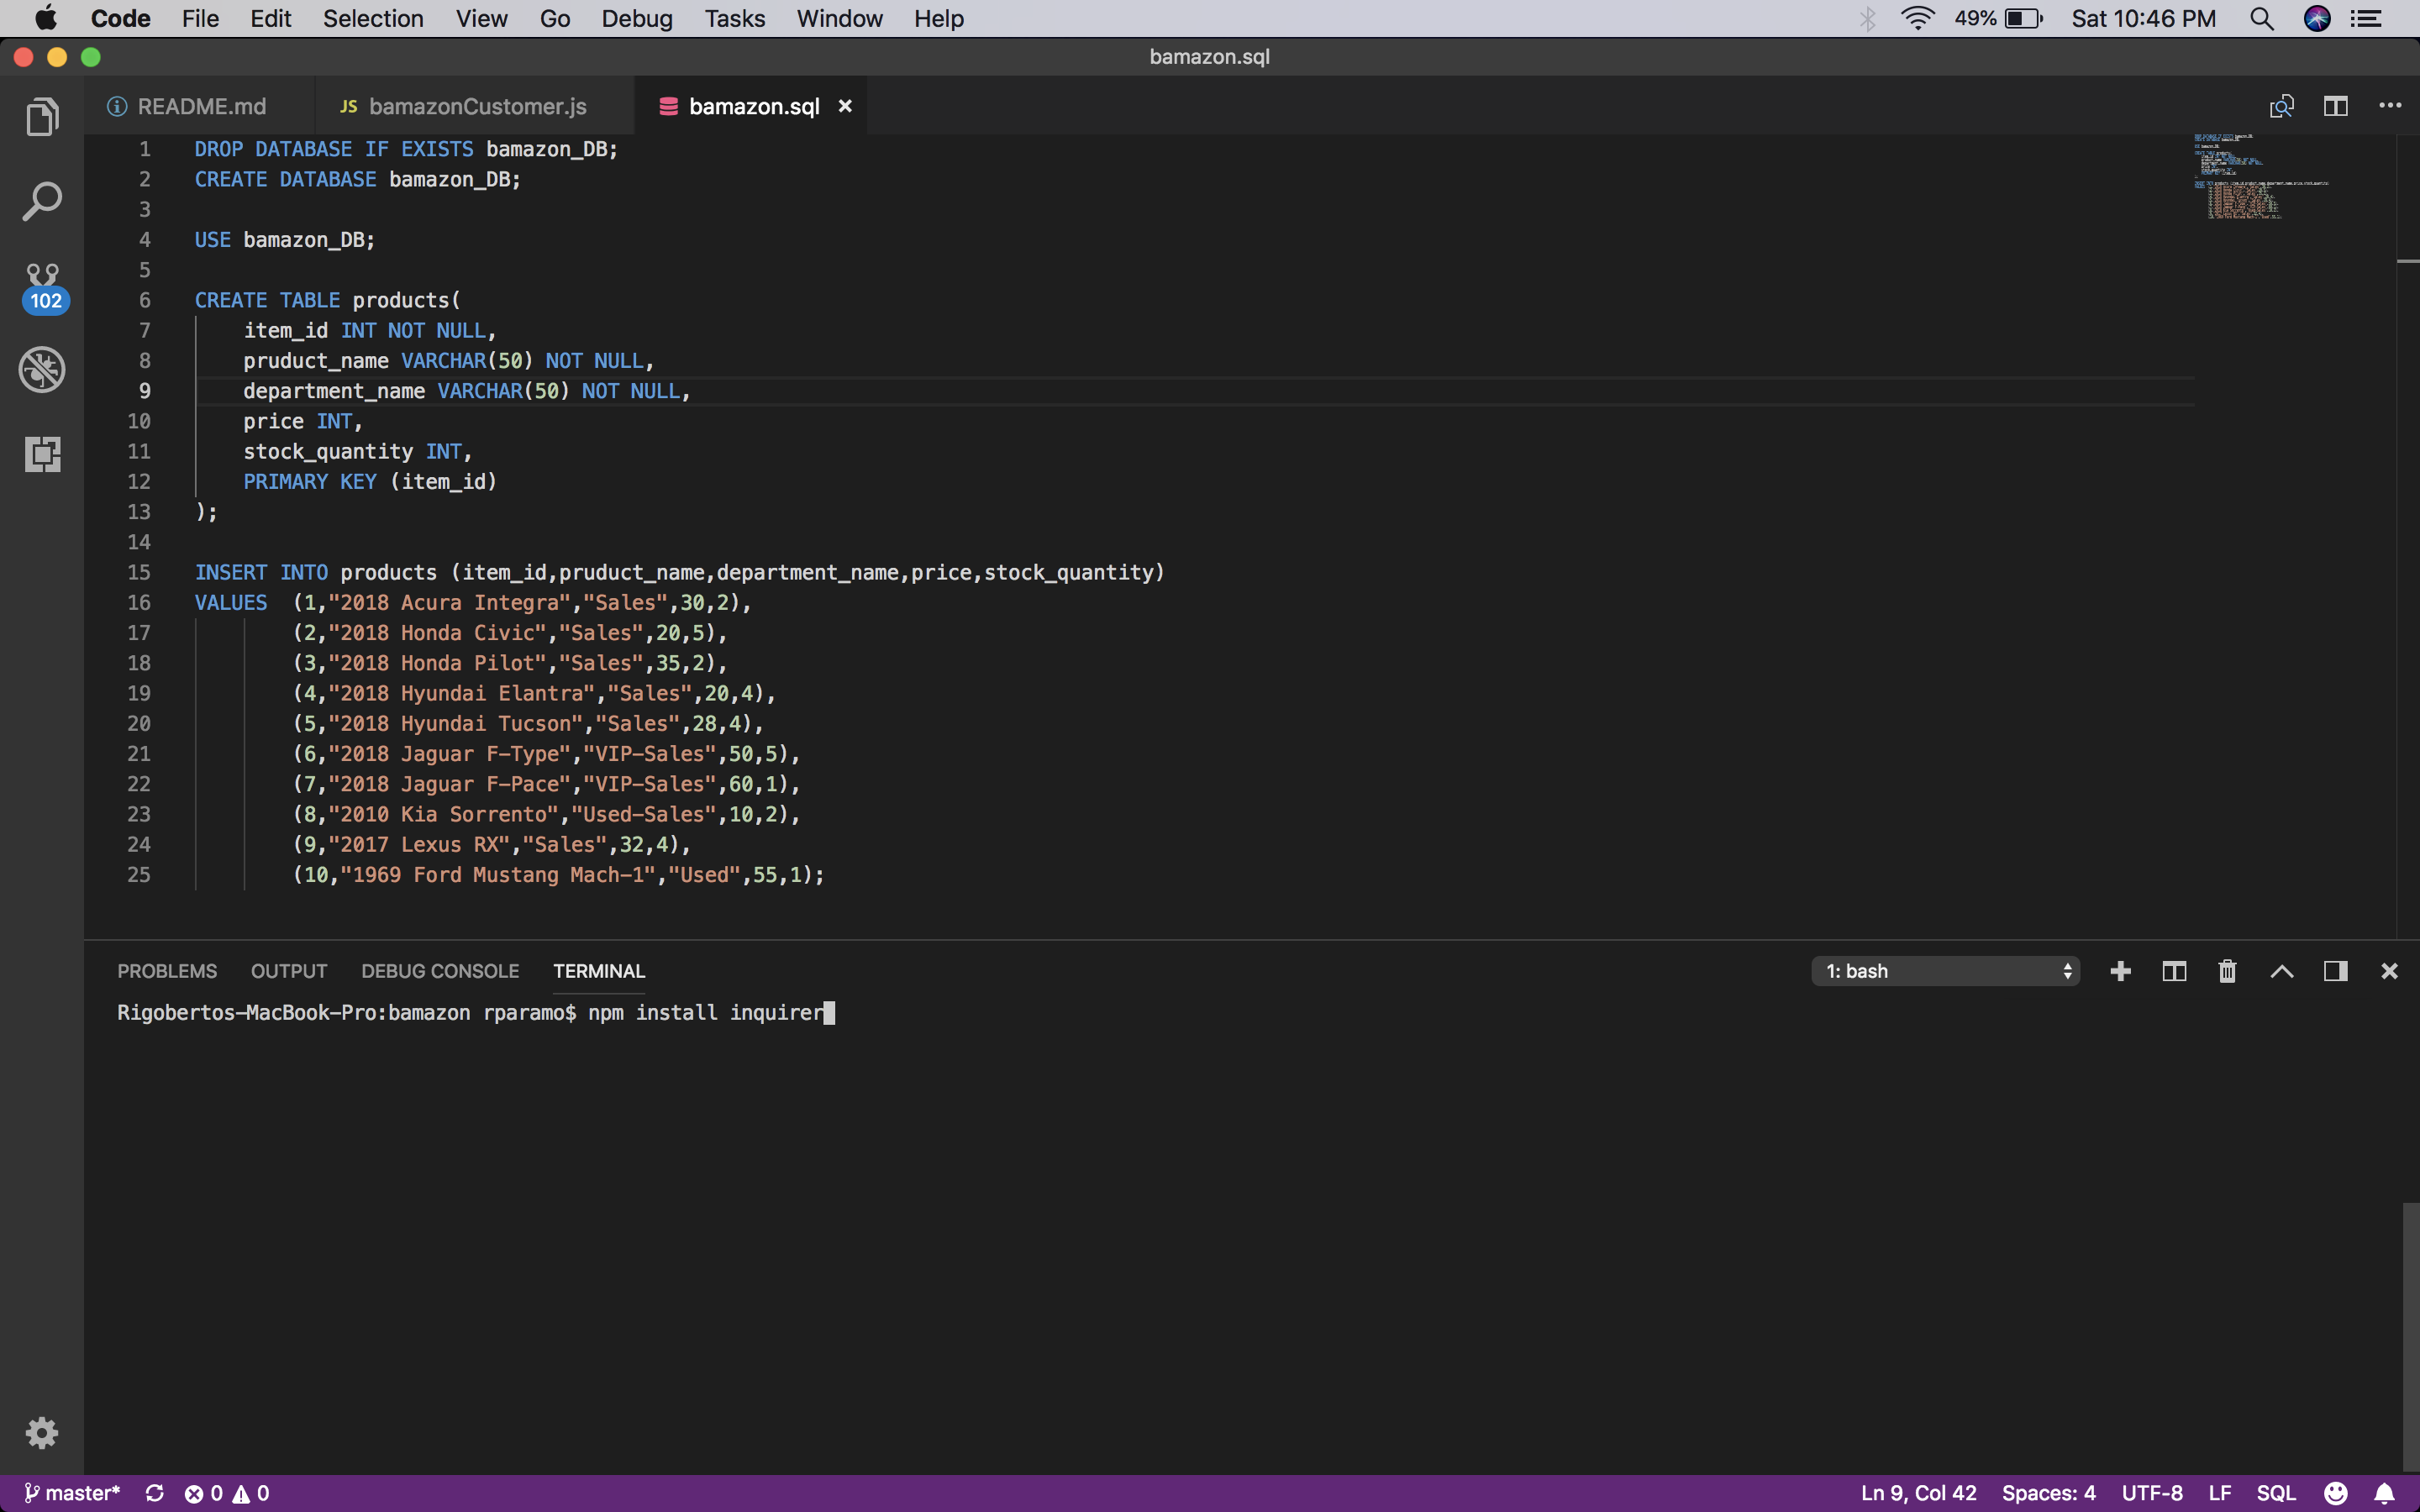 Code File Edit Selection View Go Debug Tasks Window Help 49% Sat 10:46 PM
bamazon.sql
README.md JS bamazonCustomer.js bamazon.sql
102
1 DROP DATABASE IF EXISTS bamazon_DB;
2 CREATE DATABASE bamazon_DB;
3
4 USE bamazon_DB;
5
6 CREATE TABLE products(
7 item_id INT NOT NULL,
8 pruduct_name VARCHAR(50) NOT NULL,
9 department_name VARCHAR(50) NOT NULL,
10 price INT,
11 stock_quantity INT,
12 PRIMARY KEY (item_id)
13 );
14
15 INSERT INTO products (item_id,pruduct_name,department_name,price,stock_quantity)
16 VALUES (1,"2018 Acura Integra","Sales",30,2),
17 (2,"2018 Honda Civic","Sales",20,5),
18 (3,"2018 Honda Pilot","Sales",35,2),
19 (4,"2018 Hyundai Elantra","Sales",20,4),
20 (5,"2018 Hyundai Tucson","Sales",28,4),
21 (6,"2018 Jaguar F-Type","VIP-Sales",50,5),
22 (7,"2018 Jaguar F-Pace","VIP-Sales",60,1),
23 (8,"2010 Kia Sorrento","Used-Sales",10,2),
24 (9,"2017 Lexus RX","Sales",32,4),
25 (10,"1969 Ford Mustang Mach-1","Used",55,1);
PROBLEMS OUTPUT DEBUG CONSOLE TERMINAL 1: bash
Rigobertos-MacBook-Pro:bamazon rparamo$ npm install inquirer
master* 0 0 Ln 9, Col 42 Spaces: 4 UTF-8 LF SQL